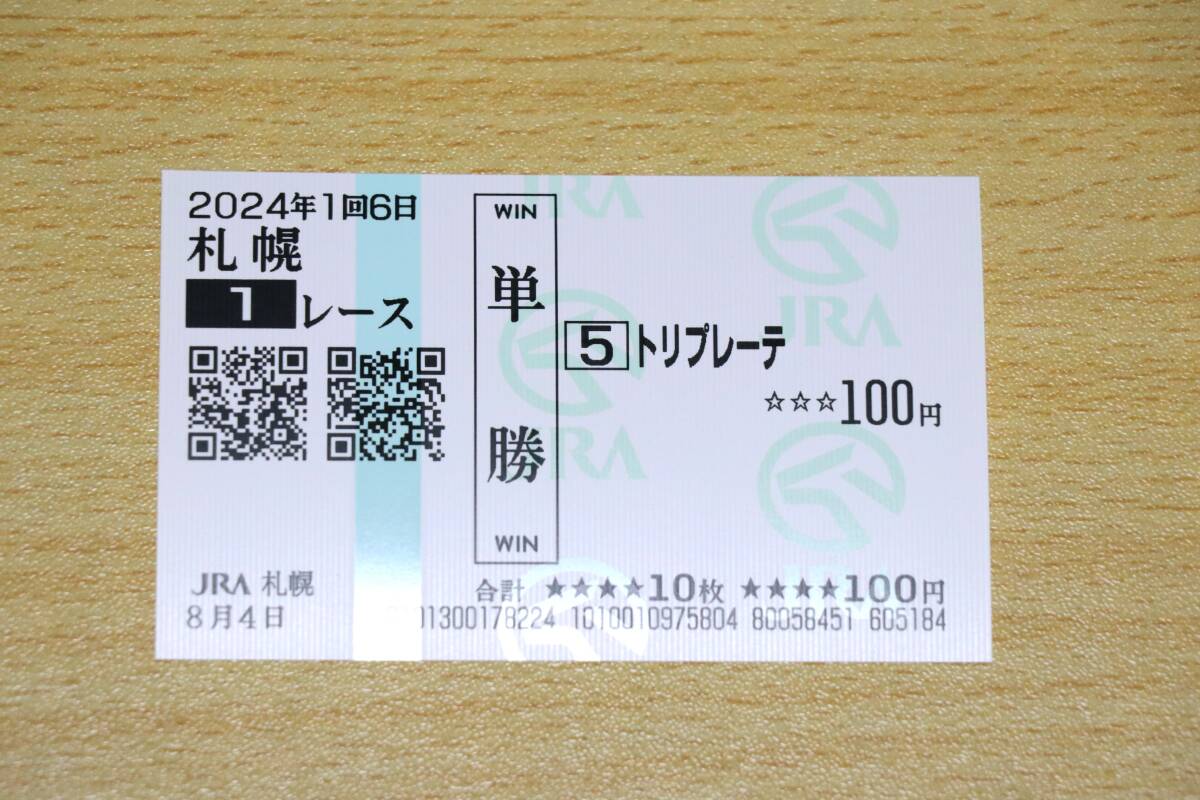 2024年1回6日
札幌
1レース
WIN
単勝
WIN
5 トリプレーテ
☆☆☆100円
JRA 札幌
8月4日
合計 ★★★★10枚 ★★★★100円
1300178224 1010010975804 80058451 605184
JRA
JRA
JRA